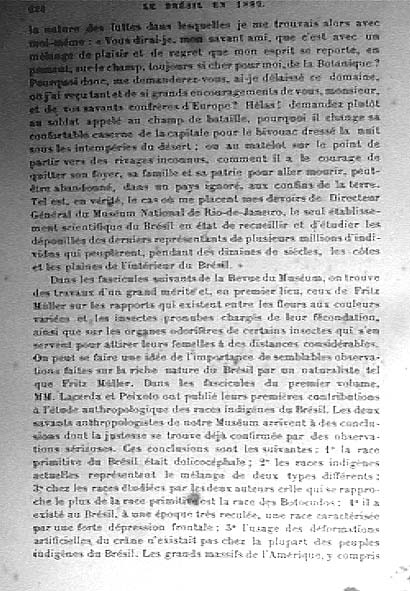 626 LE BRÉSIL EN 1889.
la nature des luttes dans lesquelles je me trouvais alors avec
moi-même : « Vous dirai-je, mon savant ami, que c'est avec un
mélange de plaisir et de regret que mon esprit se reporte, en
pensant, sur le champ, toujours si cher pour moi, de la Botanique ?
Pourquoi donc, me demanderez-vous, ai-je délaissé ce domaine,
où j'ai reçu tant et de si grands encouragements de vous, monsieur,
et de vos savants confrères d'Europe ? Hélas ! demandez plutôt
au soldat appelé au champ de bataille, pourquoi il change sa
confortable caserne de la capitale pour le bivouac dressé la nuit
sous les intempéries du désert ; ou au matelot sur le point de
partir vers des rivages inconnus, comment il a le courage de
quitter son foyer, sa famille et sa patrie pour aller mourir, peut-
être abandonné, dans un pays ignoré, aux confins de la terre.
Tel est, en vérité, le cas où me placent mes devoirs de Directeur
Général du Muséum National de Rio-de-Janeiro, le seul établisse-
ment scientifique du Brésil en état de recueillir et d'étudier les
dépouilles des derniers représentants de plusieurs millions d'indi-
vidus qui peuplèrent, pendant des dizaines de siècles, les côtes
et les plaines de l'intérieur du Brésil. »
Dans les fascicules suivants de la Revue du Muséum, on trouve
des travaux d'un grand mérite et, en premier lieu, ceux de Fritz
Müller sur les rapports qui existent entre les fleurs aux couleurs
variées et les insectes pronubes chargés de leur fécondation,
ainsi que sur les organes odorifères de certains insectes qui s'en
servent pour attirer leurs femelles à des distances considérables.
On peut se faire une idée de l'importance de semblables observa-
tions faites sur la riche nature du Brésil par un naturaliste tel
que Fritz Müller. Dans les fascicules du premier volume,
MM. Lacerda et Peixoto ont publié leurs premières contributions
à l'étude anthropologique des races indigènes du Brésil. Les deux
savants anthropologistes de notre Muséum arrivent à des conclu-
sions dont la justesse se trouve déjà confirmée par des observa-
tions sérieuses. Ces conclusions sont les suivantes : 1° la race
primitive du Brésil était dolicocéphale ; 2° les races indigènes
actuelles représentent le mélange de deux types différents ;
3° chez les races étudiées par les deux auteurs celle qui se rappro-
che le plus de la race primitive est la race des Botocudos ; 4° il a
existé au Brésil, à une époque très reculée, une race caractérisée
par une forte dépression frontale ; 5° l'usage des déformations
artificielles du crâne n'existait pas chez la plupart des peuples
indigènes du Brésil. Les grands massifs de l'Amérique, y compris